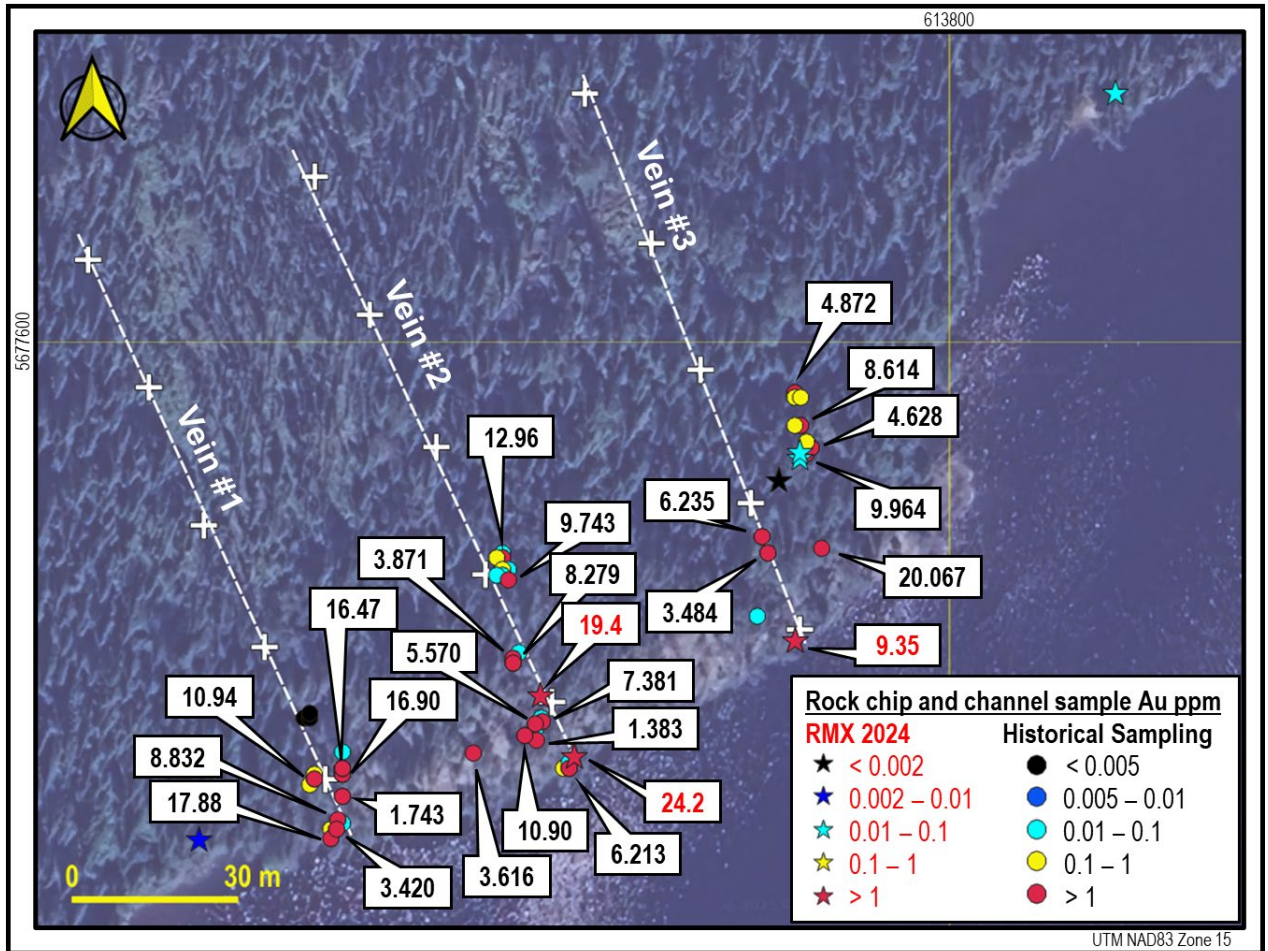 613800
5677600
Vein #1
Vein #2
Vein #3
4.872
8.614
4.628
9.964
12.96
9.743
6.235
20.067
3.871
8.279
3.484
16.47
19.4
5.570
9.35
7.381
10.94
16.90
1.383
8.832
17.88
1.743
24.2
10.90
6.213
3.616
3.420
0 30 m
Rock chip and channel sample Au ppm
RMX 2024 Historical Sampling
< 0.002 < 0.005
0.002 – 0.01 0.005 – 0.01
0.01 – 0.1 0.01 – 0.1
0.1 – 1 0.1 – 1
> 1 > 1
UTM NAD83 Zone 15